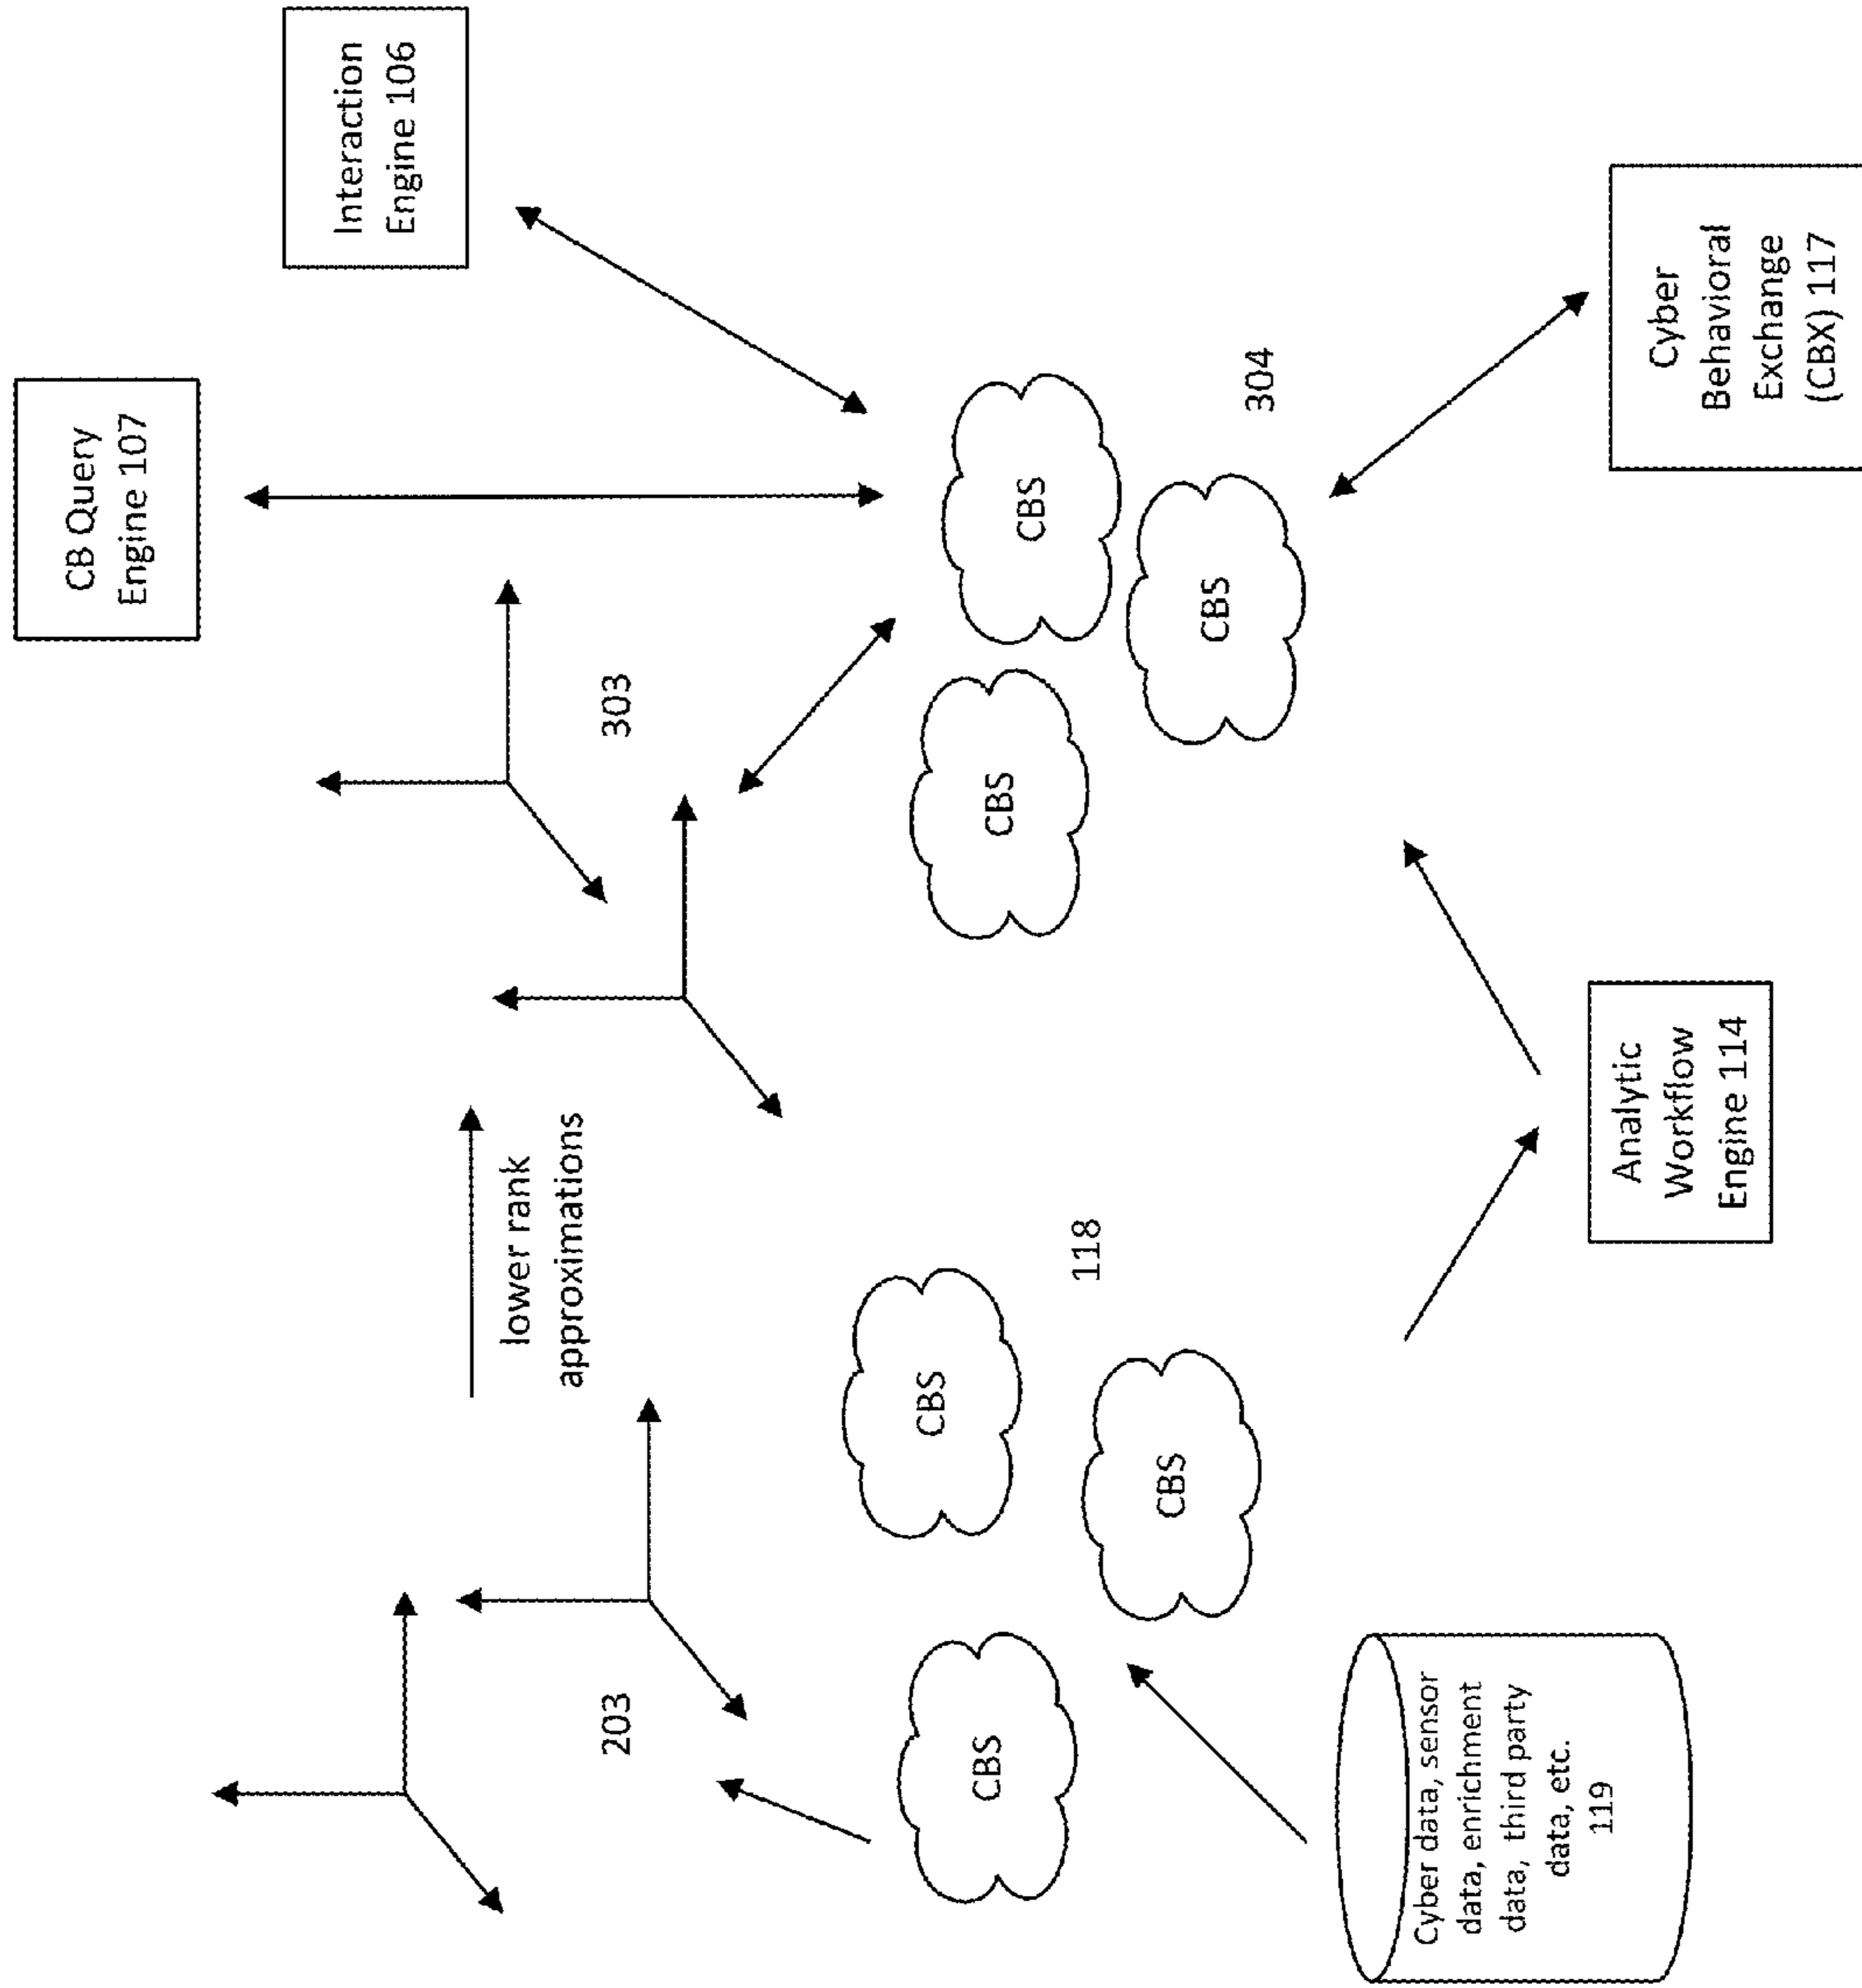 CB Query
Engine 107
Interaction
Engine 106
303
lower rank
approximations
203
CBS
CBS
CBS
118
CBS
CBS
CBS
304
Cyber data, sensor
data, enrichment
data, third party
data, etc.
119
Analytic
Workflow
Engine 114
Cyber
Behavioral
Exchange
(CBX) 117